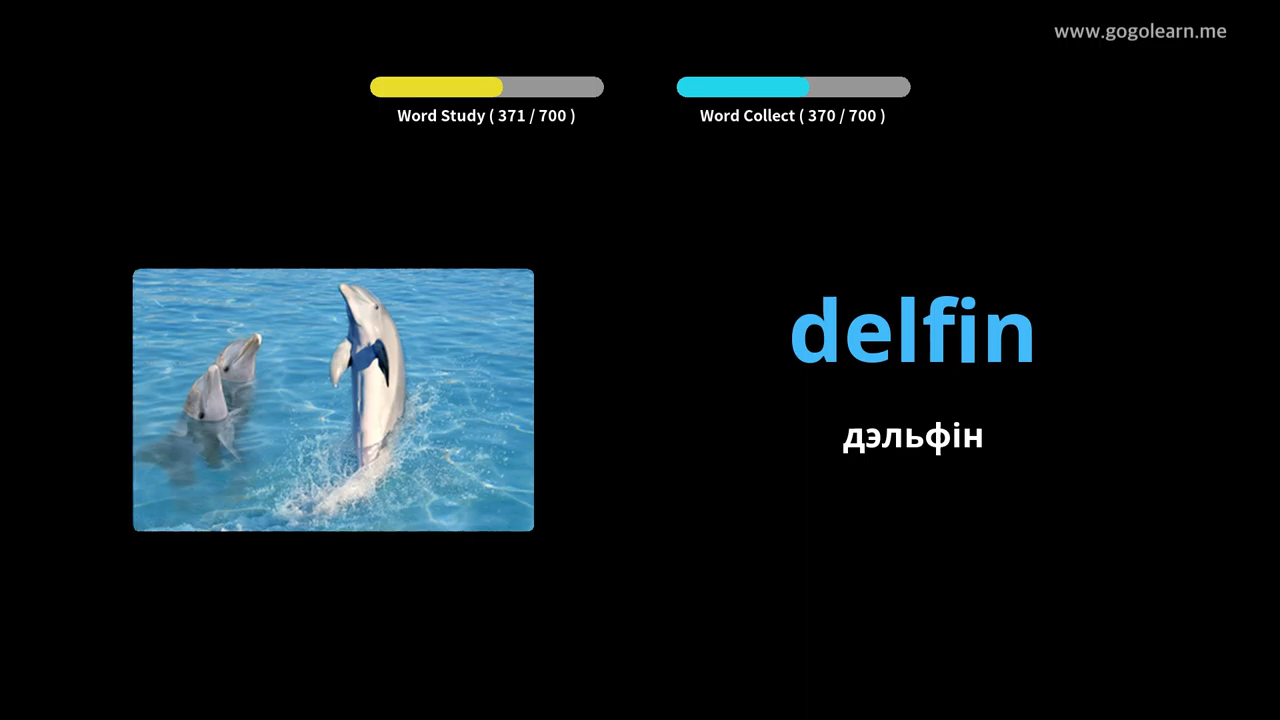 www.gogolearn.me
Word Study ( 371 / 700 )
Word Collect ( 370 / 700 )
delfin
дэльфін